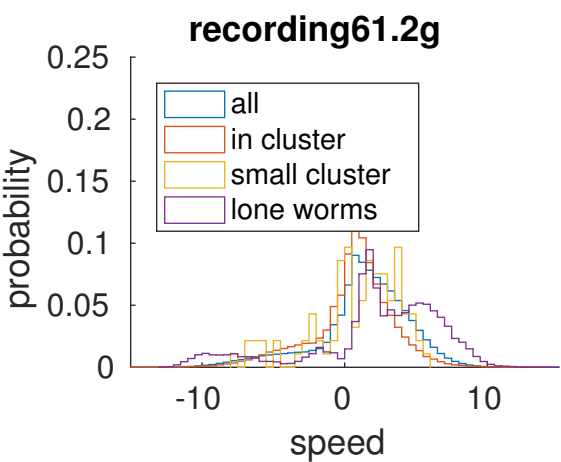 recording61.2g
0.25
0.2
0.15
0.1
0.05
0
probability
all
in cluster
small cluster
lone worms
-10
0
10
speed